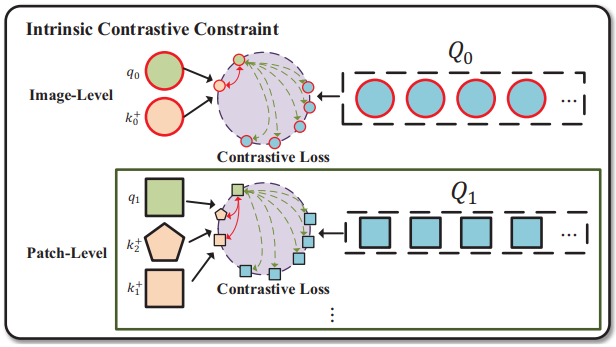 Intrinsic Contrastive Constraint
Image-Level
q₀
k₀⁺
Contrastive Loss
Q₀
...
Patch-Level
q₁
k₂⁺
k₁⁺
Contrastive Loss
Q₁
...
⋮